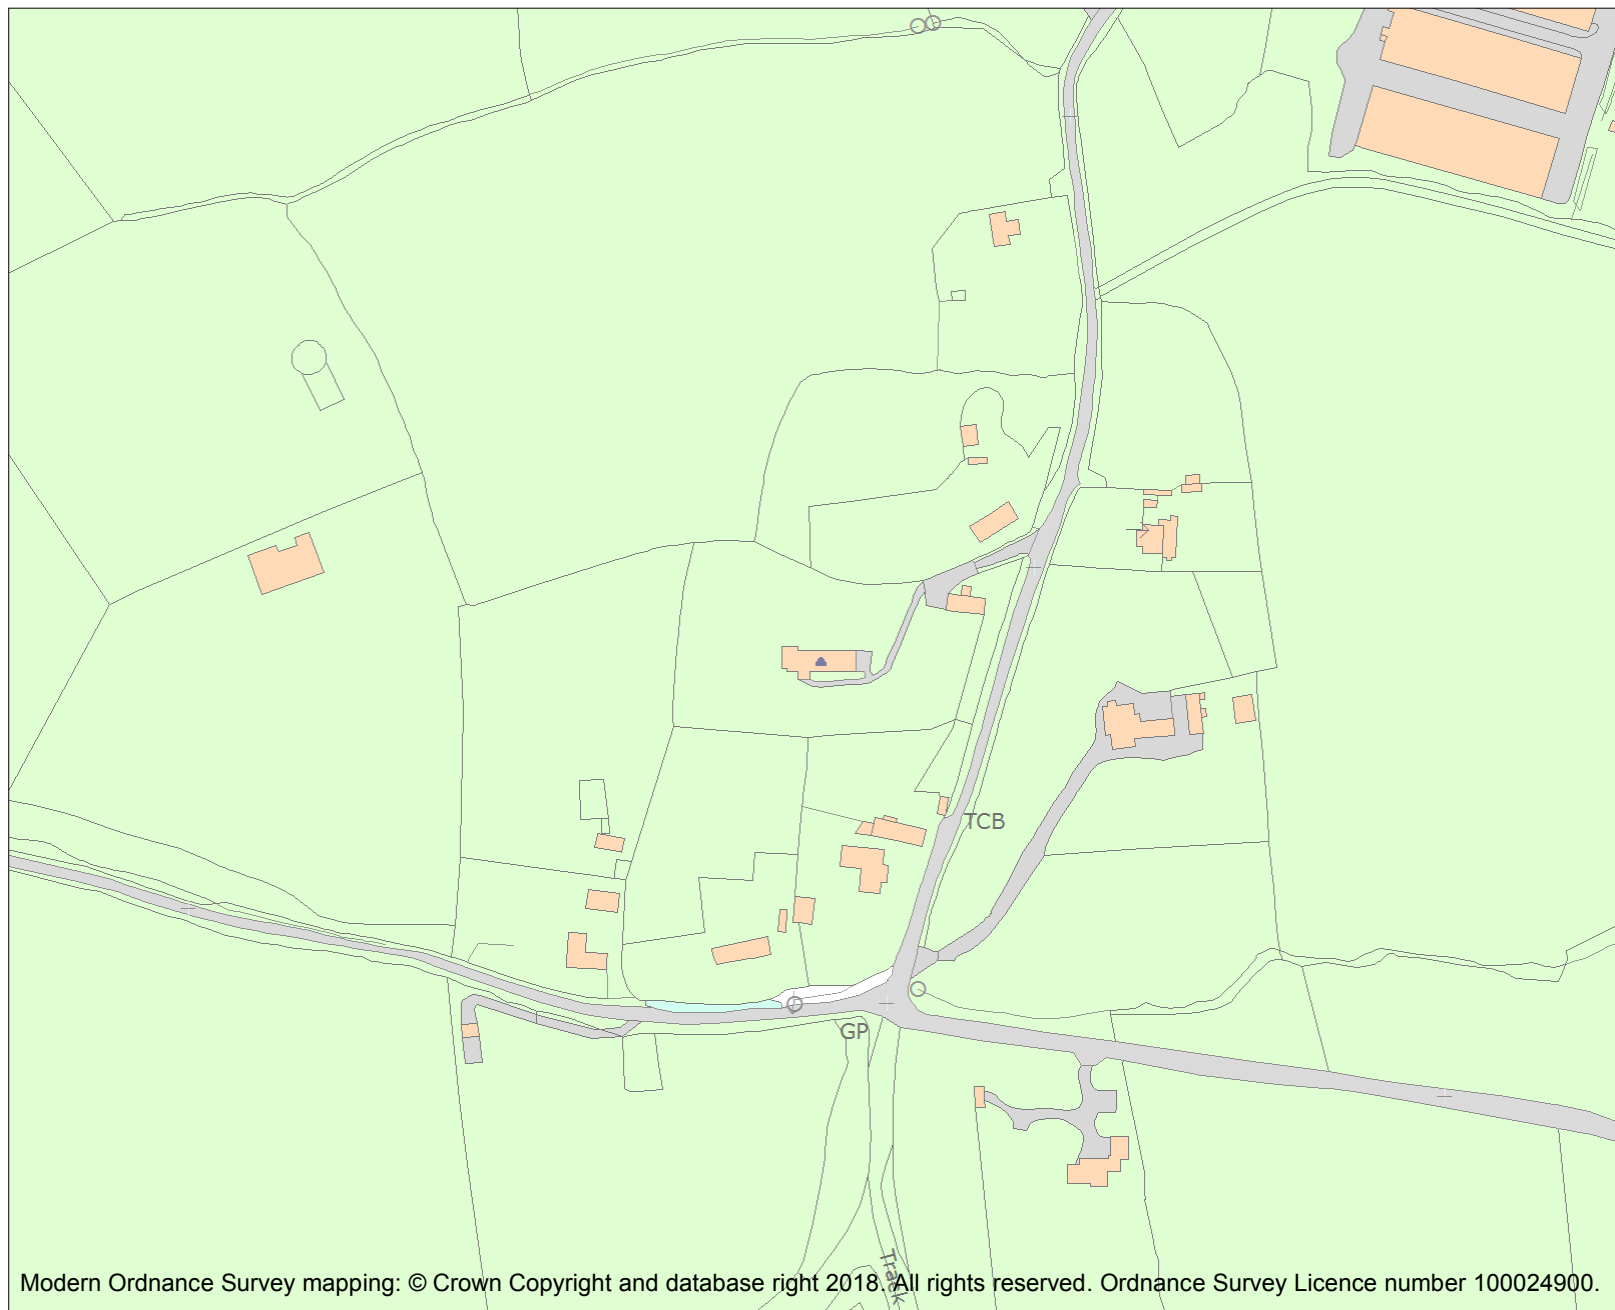 TCB
GP
Track
Modern Ordnance Survey mapping: © Crown Copyright and database right 2018. All rights reserved. Ordnance Survey Licence number 100024900.